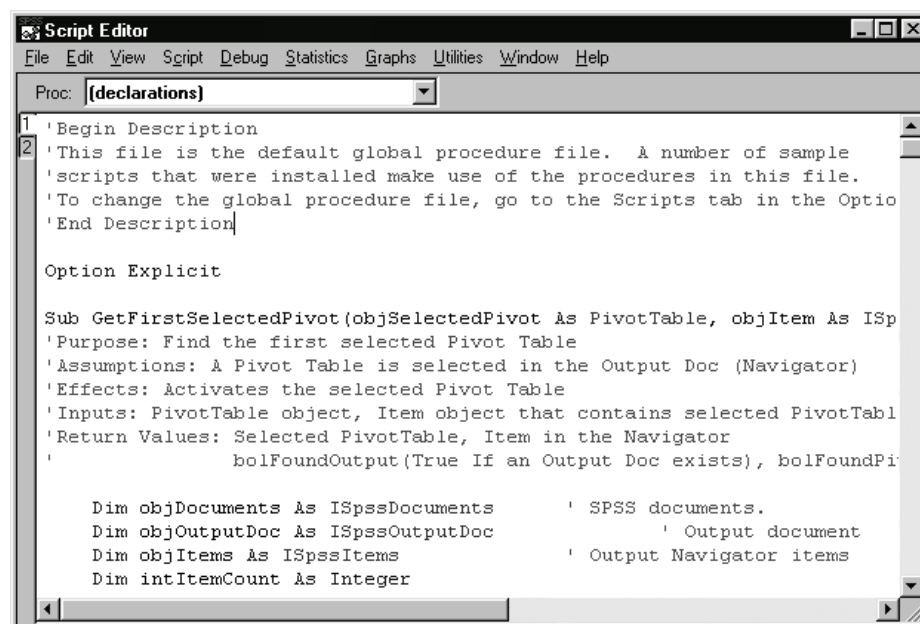 SPSS
Script Editor
File Edit View Script Debug Statistics Graphs Utilities Window Help
Proc: (declarations)
1
2
'Begin Description
'This file is the default global procedure file.  A number of sample
'scripts that were installed make use of the procedures in this file.
'To change the global procedure file, go to the Scripts tab in the Optio
'End Description
Option Explicit
Sub GetFirstSelectedPivot(objSelectedPivot As PivotTable, objItem As ISp
'Purpose: Find the first selected Pivot Table
'Assumptions: A Pivot Table is selected in the Output Doc (Navigator)
'Effects: Activates the selected Pivot Table
'Inputs: PivotTable object, Item object that contains selected PivotTabl
'Return Values: Selected PivotTable, Item in the Navigator
'            bolFoundOutput(True If an Output Doc exists), bolFoundPi
Dim objDocuments As ISpssDocuments      ' SPSS documents.
Dim objOutputDoc As ISpssOutputDoc            ' Output document
Dim objItems As ISpssItems            ' Output Navigator items
Dim intItemCount As Integer